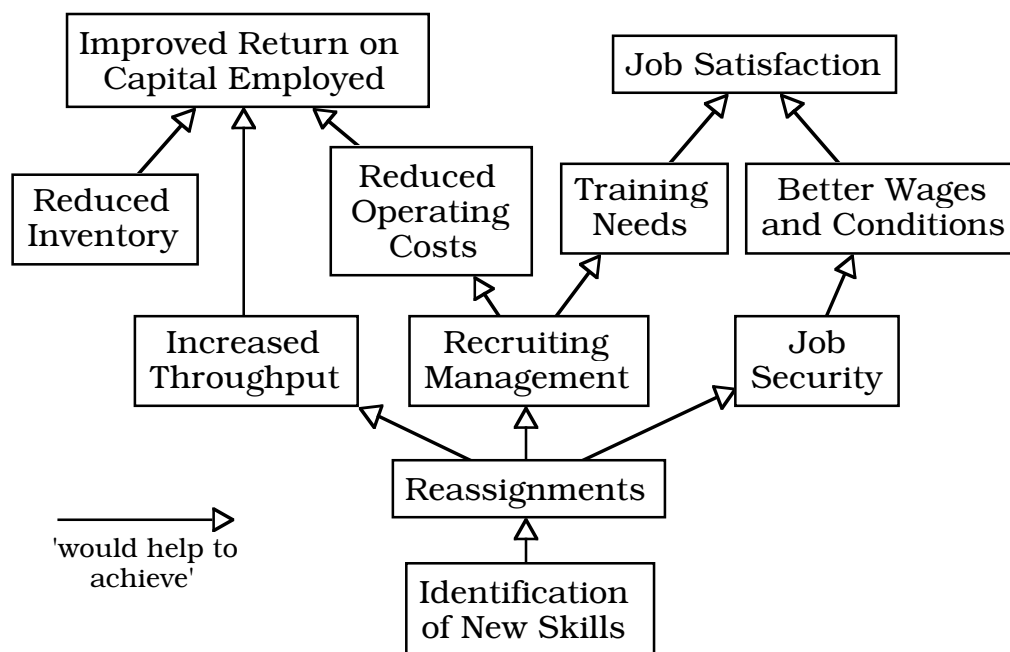 Improved Return on
Capital Employed
Job Satisfaction
Reduced
Inventory
Reduced
Operating
Costs
Training
Needs
Better Wages
and Conditions
Increased
Throughput
Recruiting
Management
Job
Security
Reassignments
'would help to
achieve'
Identification
of New Skills